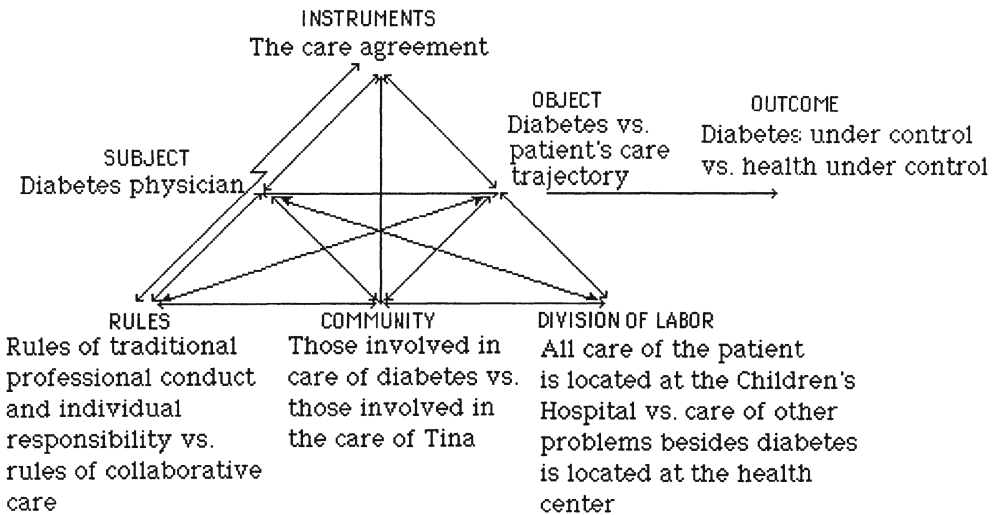 INSTRUMENTS
The care agreement
SUBJECT
Diabetes physician
OBJECT
Diabetes vs.
patient's care
trajectory
OUTCOME
Diabetes under control
vs. health under control
RULES
Rules of traditional
professional conduct
and individual
responsibility vs.
rules of collaborative
care
COMMUNITY
Those involved in
care of diabetes vs.
those involved in
the care of Tina
DIVISION OF LABOR
All care of the patient
is located at the Children's
Hospital vs. care of other
problems besides diabetes
is located at the health
center